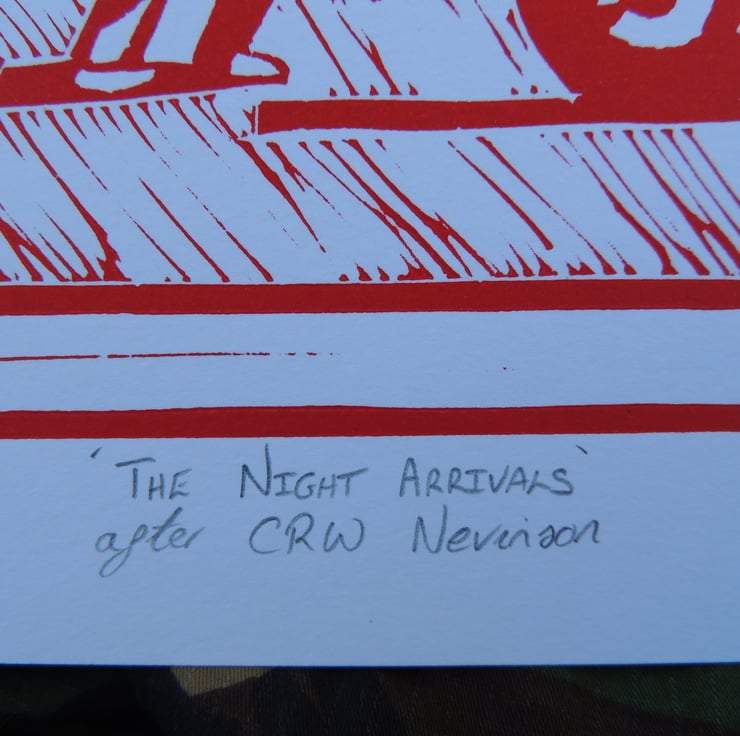 'THE NIGHT ARRIVALS'
after CRW Nevinson